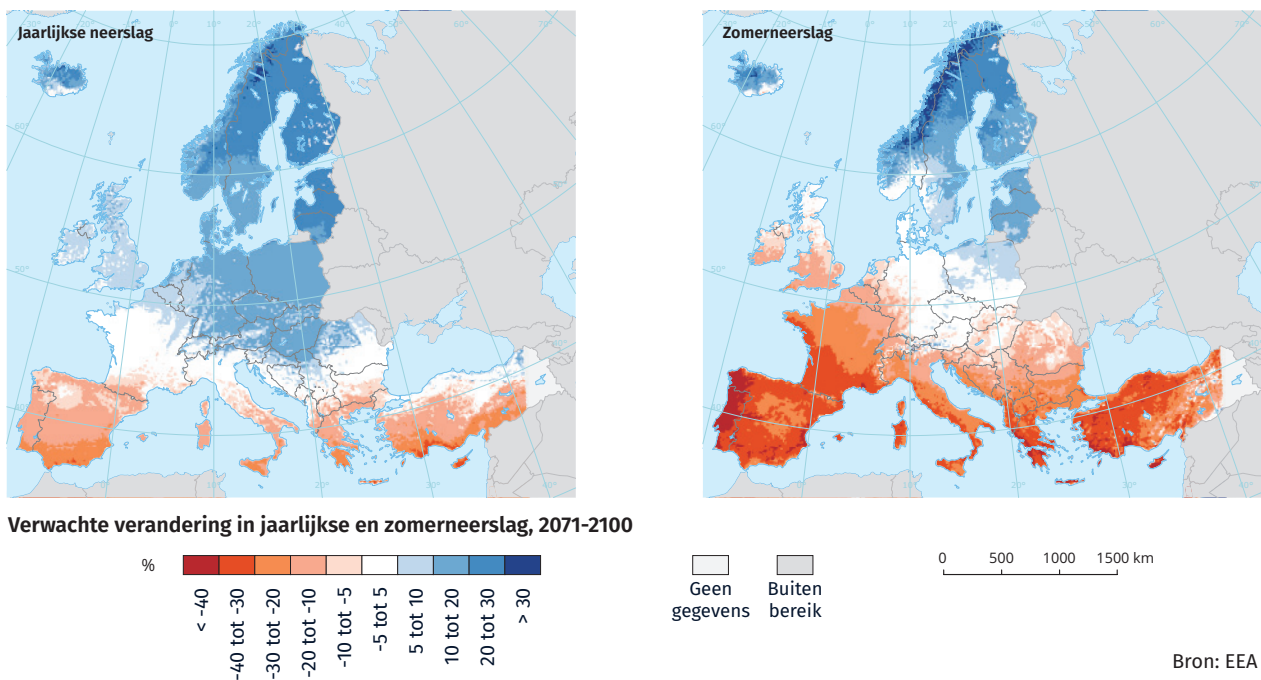 Jaarlijkse neerslag
Zomerneerslag
Verwachte verandering in jaarlijkse en zomerneerslag, 2071-2100
%
< -40
-40 tot -30
-30 tot -20
-20 tot -10
-10 tot -5
-5 tot 5
5 tot 10
10 tot 20
20 tot 30
> 30
Geen
gegevens
Buiten
bereik
0 500 1000 1500 km
Bron: EEA